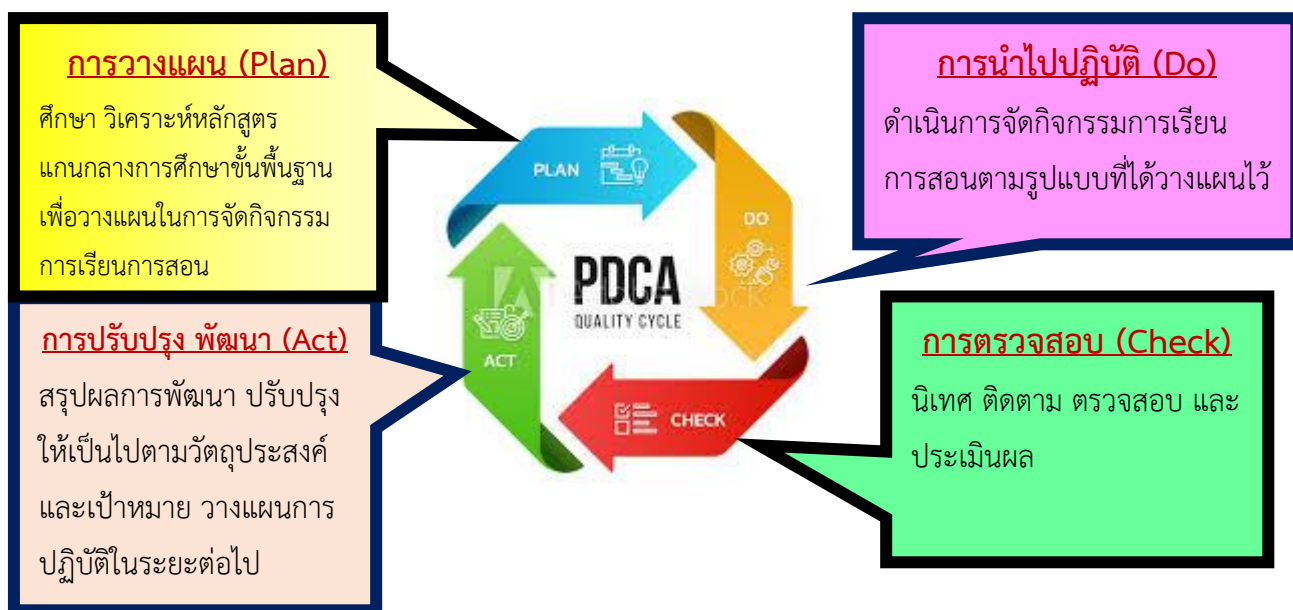 การวางแผน (Plan)
ศึกษา วิเคราะห์หลักสูตร
แกนกลางการศึกษาขั้นพื้นฐาน
เพื่อวางแผนในการจัดกิจกรรม
การเรียนการสอน
การนำไปปฏิบัติ (Do)
ดำเนินการจัดกิจกรรมการเรียน
การสอนตามรูปแบบที่ได้วางแผนไว้
PLAN
DO
PDCA
QUALITY CYCLE
ACT
CHECK
การปรับปรุง พัฒนา (Act)
สรุปผลการพัฒนา ปรับปรุง
ให้เป็นไปตามวัตถุประสงค์
และเป้าหมาย วางแผนการ
ปฏิบัติในระยะต่อไป
การตรวจสอบ (Check)
นิเทศ ติดตาม ตรวจสอบ และ
ประเมินผล